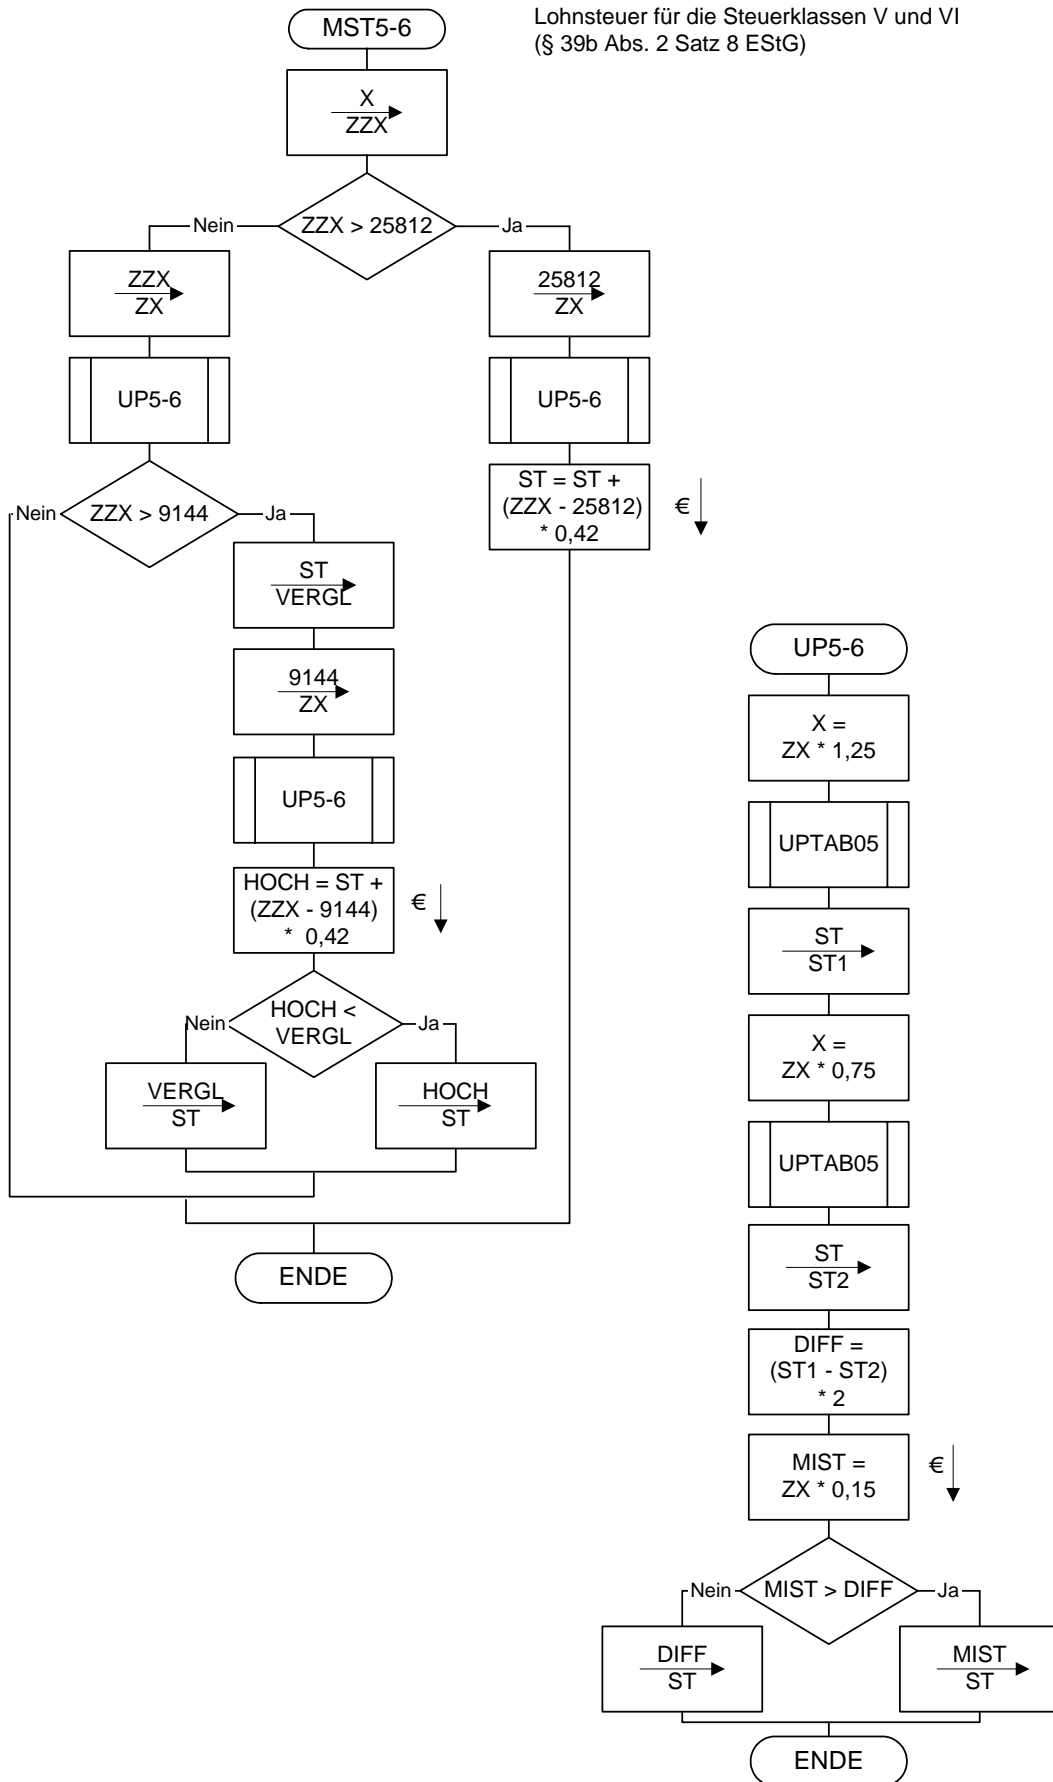 MST5-6
Lohnsteuer für die Steuerklassen V und VI
(§ 39b Abs. 2 Satz 8 EStG)
X
ZZX
ZZX > 25812
Nein
Ja
ZZX
ZX
25812
ZX
UP5-6
UP5-6
ZZX > 9144
Nein
Ja
ST = ST +
(ZZX - 25812)
* 0,42
€
ST
VERGL
9144
ZX
UP5-6
HOCH = ST +
(ZZX - 9144)
* 0,42
€
HOCH <
VERGL
Nein
Ja
VERGL
ST
HOCH
ST
ENDE
UP5-6
X =
ZX * 1,25
UPTAB05
ST
ST1
X =
ZX * 0,75
UPTAB05
ST
ST2
DIFF =
(ST1 - ST2)
* 2
MIST =
ZX * 0,15
€
MIST > DIFF
Nein
Ja
DIFF
ST
MIST
ST
ENDE